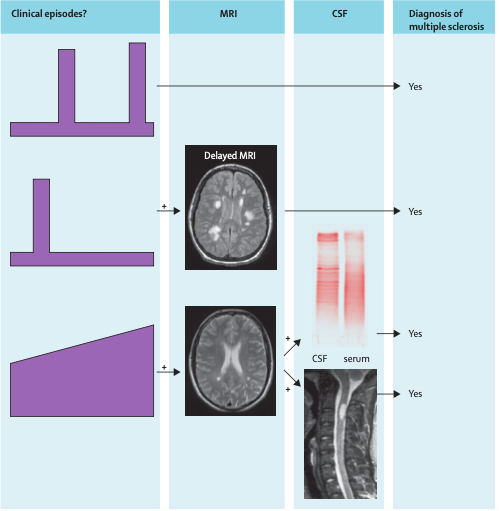 Clinical episodes?
MRI
CSF
Diagnosis of
multiple sclerosis
Yes
Delayed MRI
+
Yes
+
+
Yes
CSF
serum
+
Yes